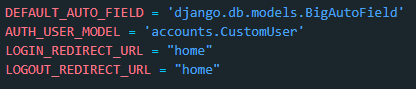 DEFAULT_AUTO_FIELD = 'django.db.models.BigAutoField'
AUTH_USER_MODEL = 'accounts.CustomUser'
LOGIN_REDIRECT_URL = "home"
LOGOUT_REDIRECT_URL = "home"